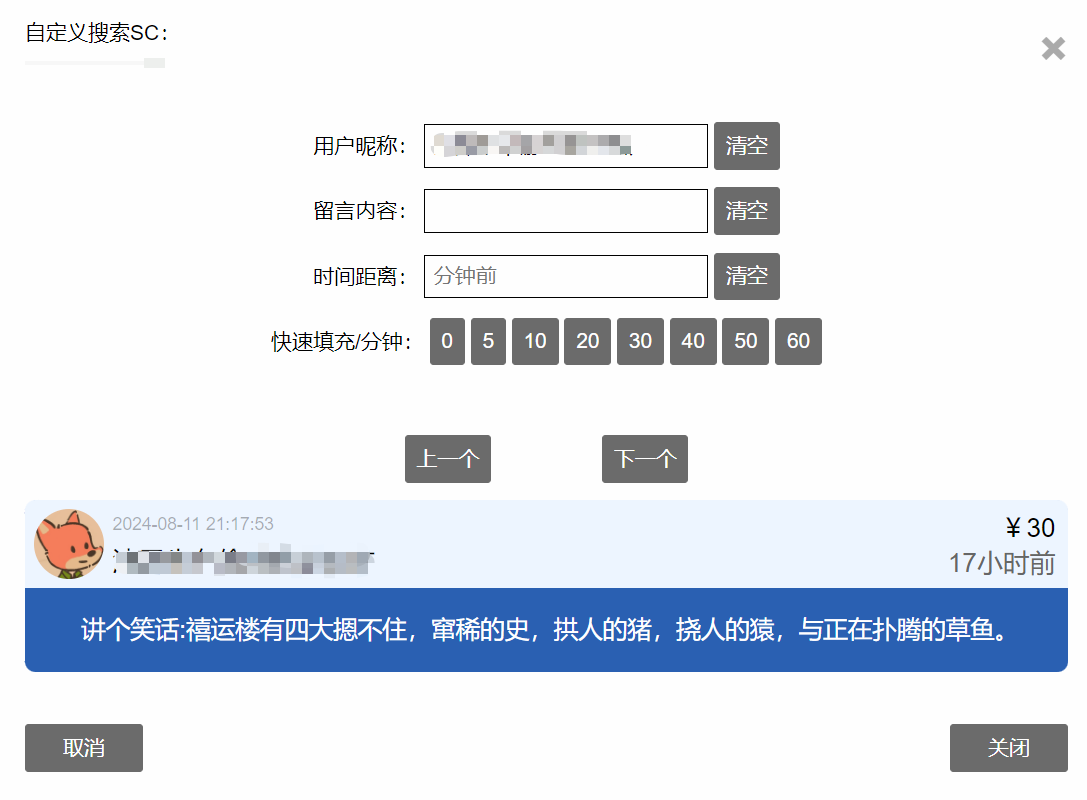 自定义搜索SC：
用户昵称： 清空
留言内容： 清空
时间距离： 分钟前 清空
快速填充/分钟： 0 5 10 20 30 40 50 60
上一个 下一个
2024-08-11 21:17:53 ¥ 30
17小时前
讲个笑话:禧运楼有四大摁不住，窜稀的史，拱人的猪，挠人的猿，与正在扑腾的草鱼。
取消 关闭